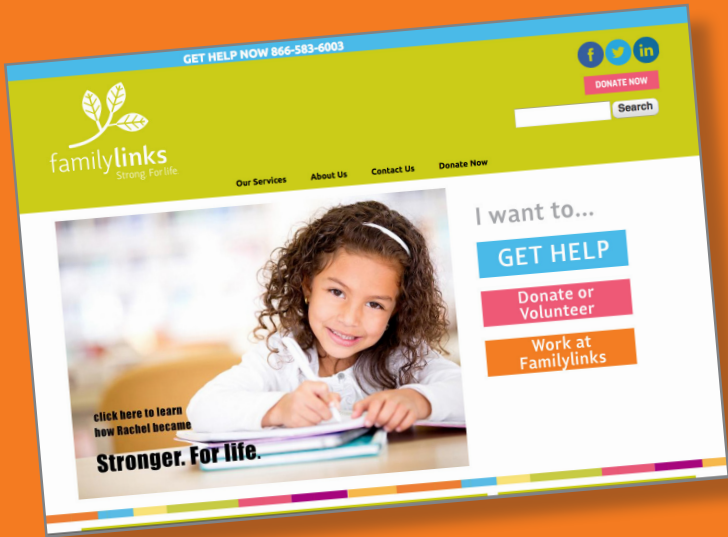 GET HELP NOW 866-583-6003
f
in
DONATE NOW
Search
familylinks
Strong. For life.
Our Services
About Us
Contact Us
Donate Now
I want to...
GET HELP
Donate or
Volunteer
Work at
Familylinks
click here to learn
how Rachel became
Stronger. For life.